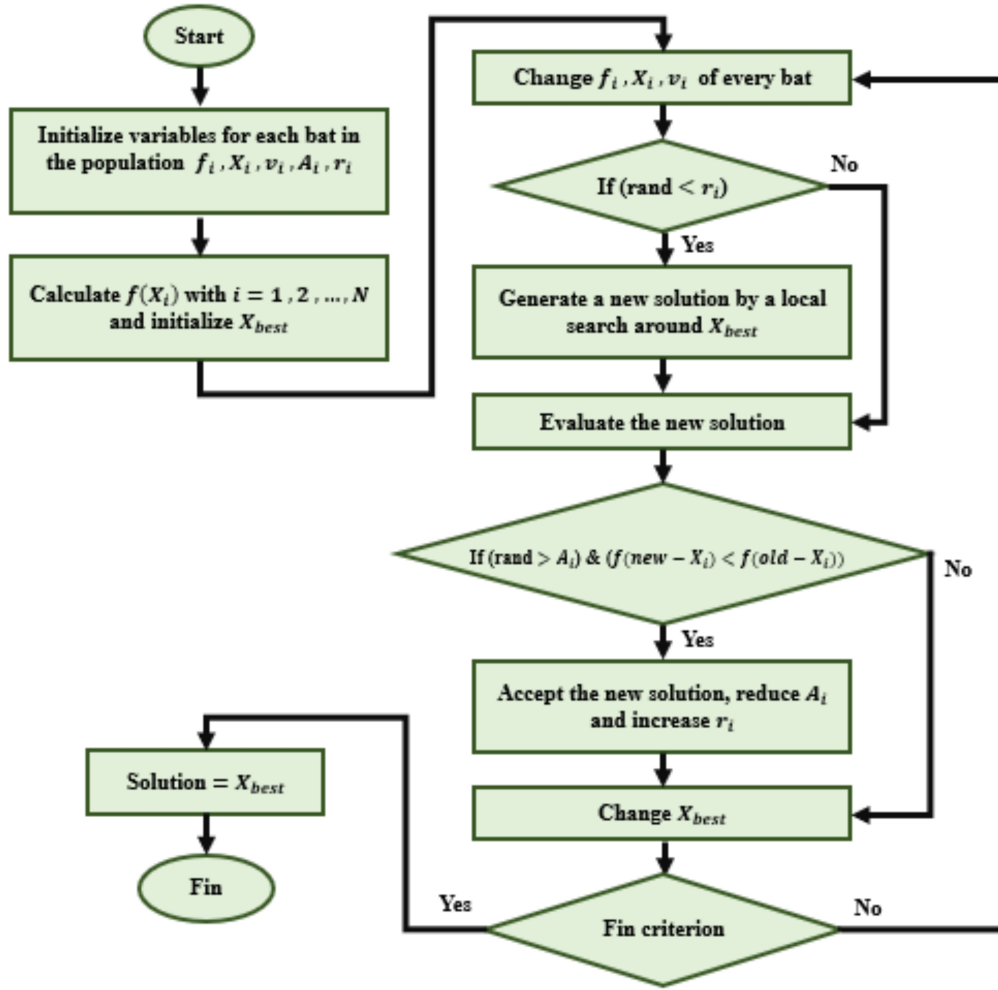 Start
Initialize variables for each bat in
the population f_i , X_i , v_i , A_i , r_i
Calculate f(X_i) with i = 1 , 2 , ... , N
and initialize X_best
Change f_i , X_i , v_i of every bat
If (rand < r_i)
No
Yes
Generate a new solution by a local
search around X_best
Evaluate the new solution
If (rand > A_i) & (f(new − X_i) < f(old − X_i))
No
Yes
Accept the new solution, reduce A_i
and increase r_i
Change X_best
Fin criterion
No
Yes
Solution = X_best
Fin